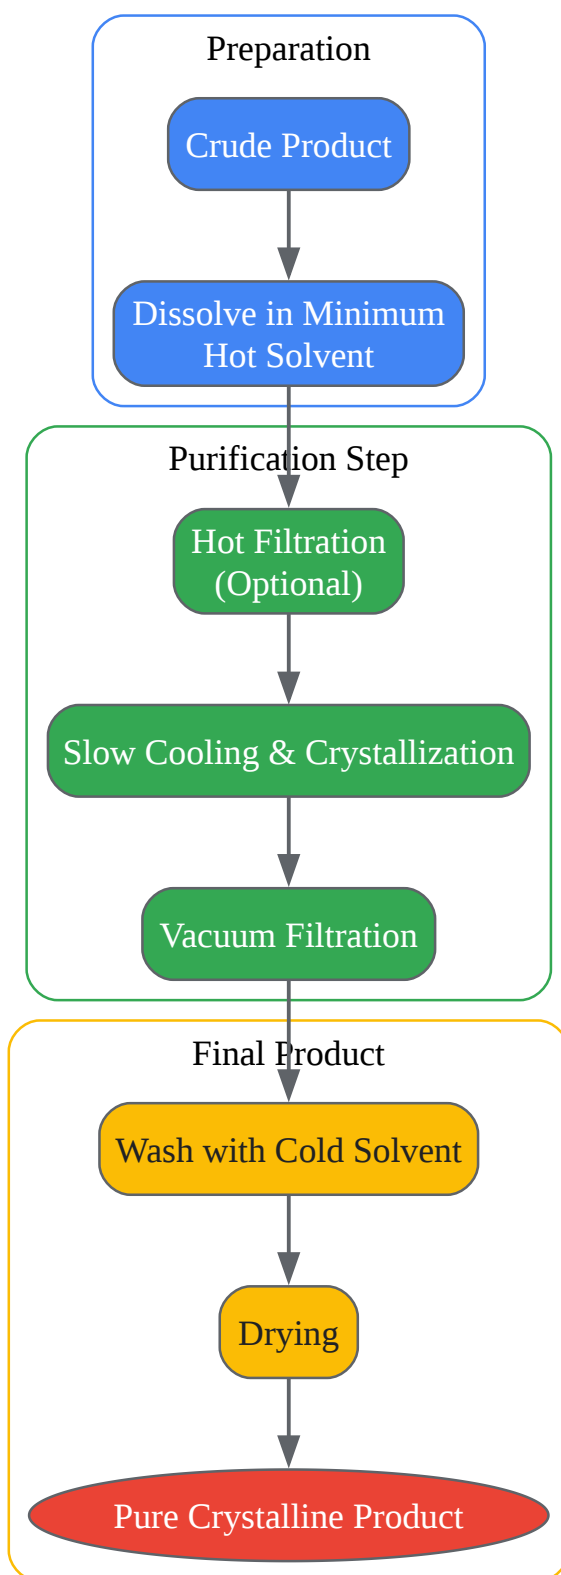 Preparation
Crude Product
Dissolve in Minimum
Hot Solvent
Purification Step
Hot Filtration
(Optional)
Slow Cooling & Crystallization
Vacuum Filtration
Final Product
Wash with Cold Solvent
Drying
Pure Crystalline Product